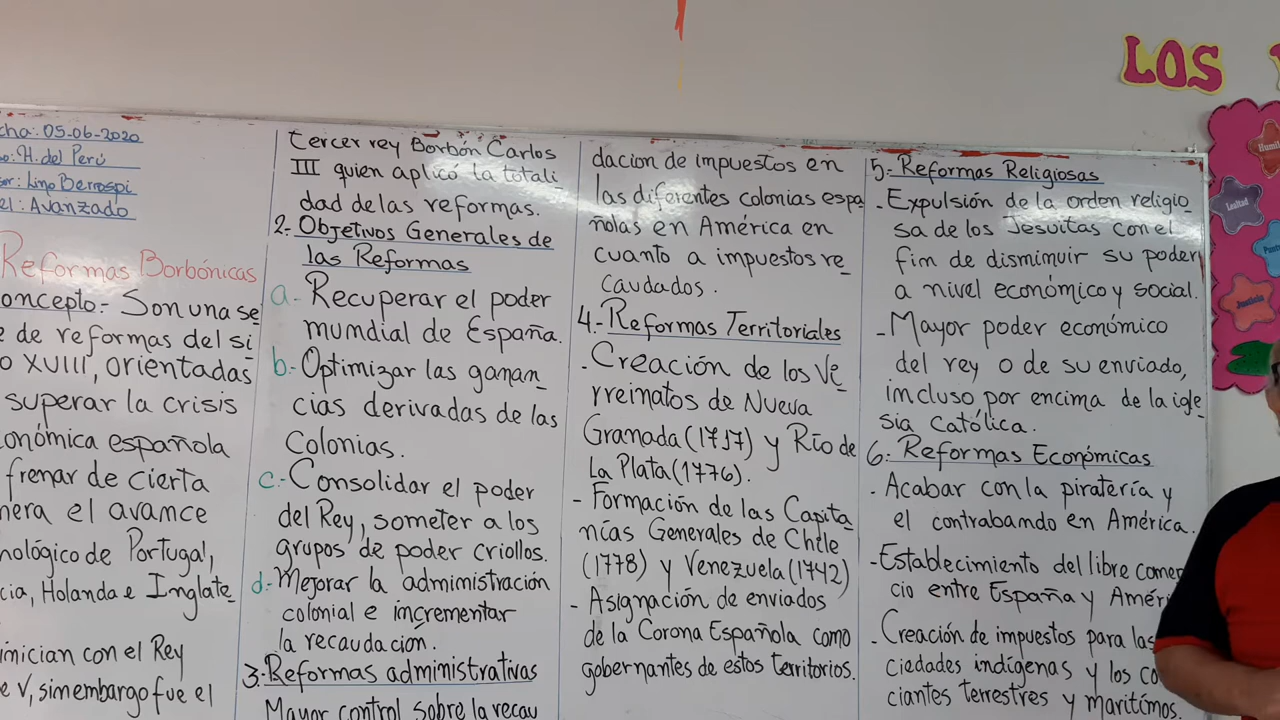 cha: 05-06-2020
so: H. del Perú
sor: Lino Berrospi
el: Avanzado
Reformas Borbónicas
oncepto.- Son una se
e de reformas del si
o XVIII, orientadas
superar la crisis
onómica española
frenar de cierta
nera el avance
nológico de Portugal,
cia, Holanda e Inglate
inician con el Rey
e V, simembargo fue el
tercer rey Borbón Carlos
III quien aplicó la totali
dad de las reformas.
2.- Objetivos Generales de
las Reformas
a.- Recuperar el poder
mundial de España.
b.- Optimizar las ganan
cias derivadas de las
Colonias.
c.- Consolidar el poder
del Rey, someter a los
grupos de poder criollos.
d.- Mejorar la administración
colonial e incrementar
la recaudación.
3.- Reformas administrativas
Mayor control sobre la recau
dacion de impuestos en
las diferentes colonias espa
ñolas en América en
cuanto a impuestos re
caudados.
4.- Reformas Territoriales
- Creación de los Ve
rreinatos de Nueva
Granada (1717) y Río de
La Plata (1776).
- Formación de las Capita
nías Generales de Chile
(1778) y Venezuela (1742)
- Asignación de enviados
de la Corona Española como
gobernantes de estos territorios.
5.- Reformas Religiosas
- Expulsión de la orden religio
sa de los Jesuitas con el
fin de dismimuir su poder
a nivel económico y social.
- Mayor poder económico
del rey o de su enviado,
incluso por encima de la igle
sia Católica.
6.- Reformas Económicas
- Acabar con la piratería y
el contrabando en América.
- Establecimiento del libre comer
cio entre España y Améri
- Creación de impuestos para las
ciedades indígenas y los co
ciantes terrestres y marítimos.
LOS
Humil
Lealtad
Punt
Justicia